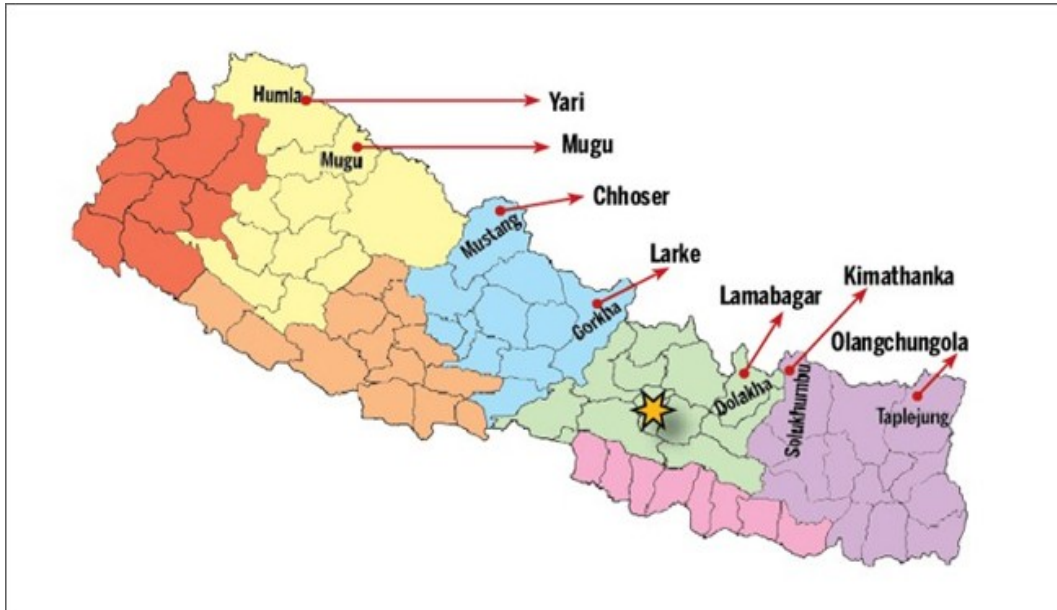 Humla
Yari
Mugu
Mugu
Chhoser
Mustang
Larke
Gorkha
Kimathanka
Lamabagar
Olangchungola
Dolakha
Solukhumbu
Taplejung